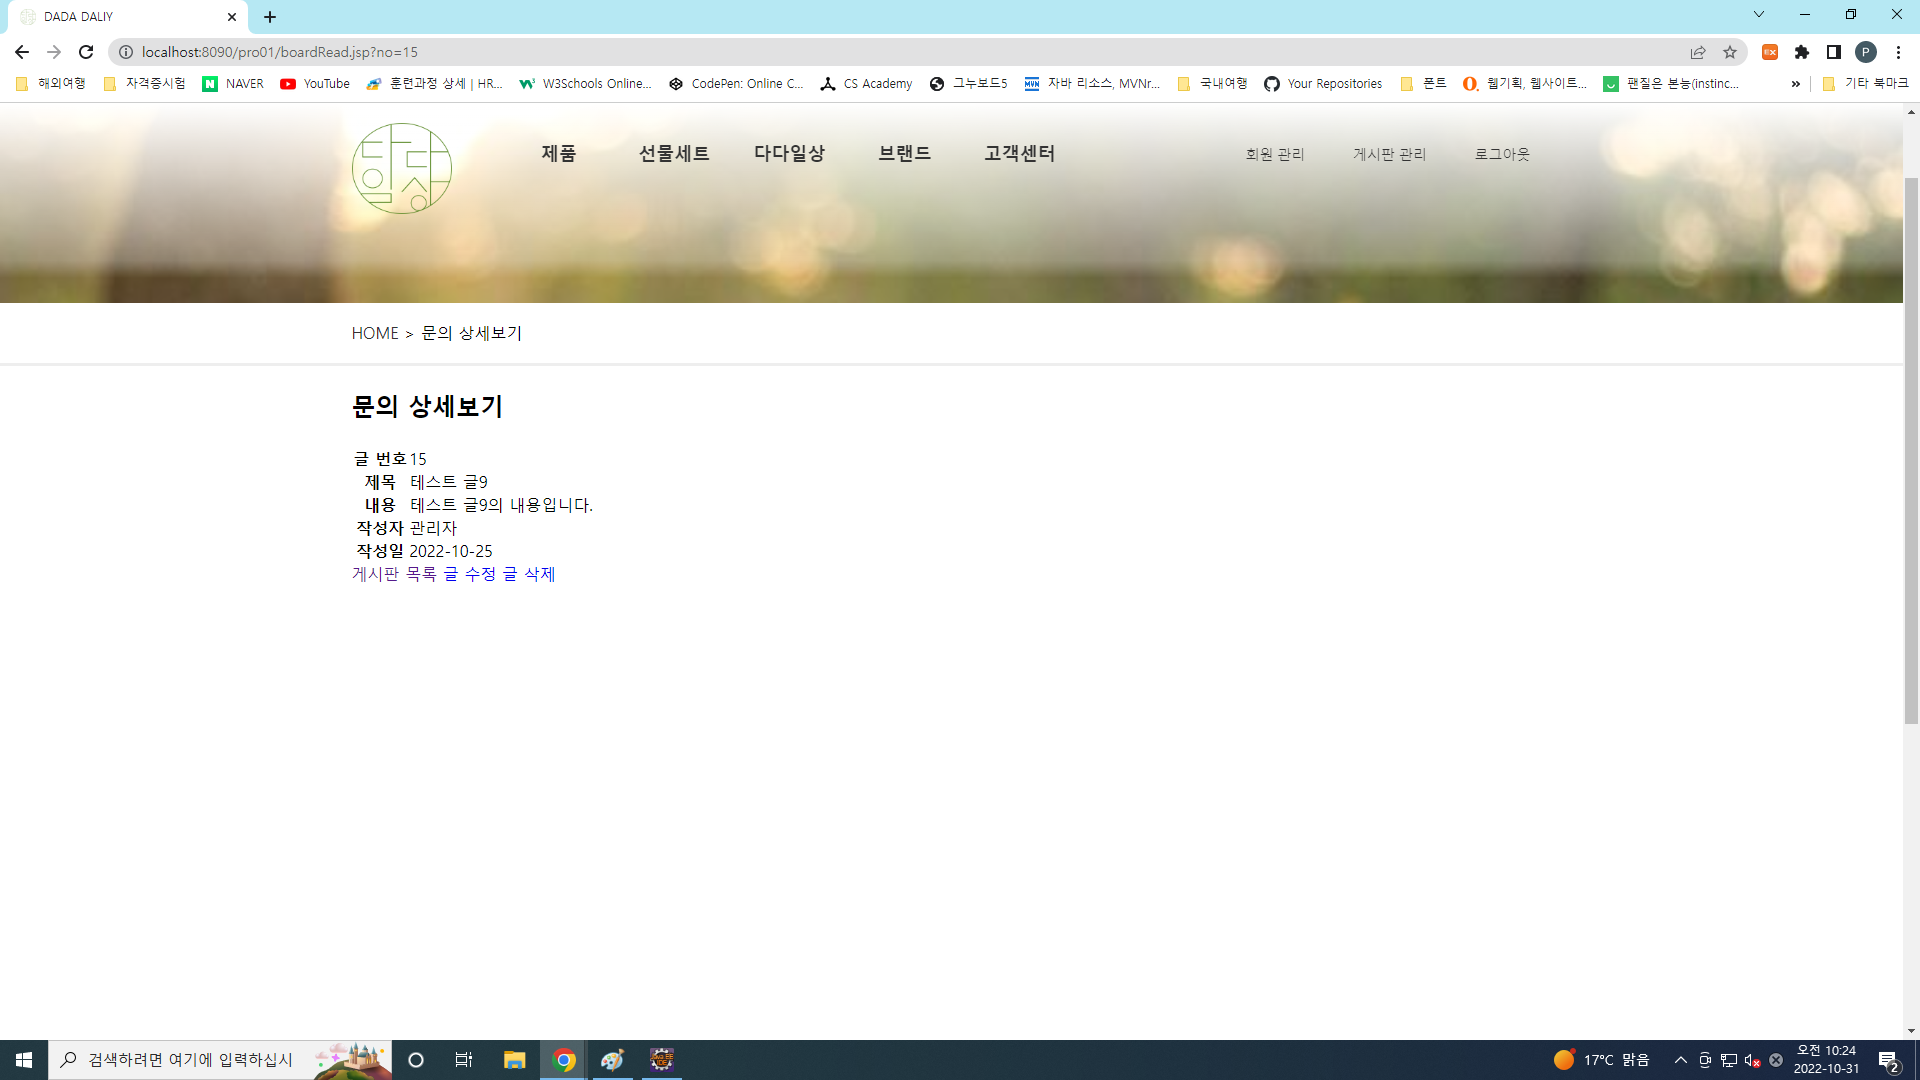 DADA DALIY
localhost:8090/pro01/boardRead.jsp?no=15
EX
P
해외여행 자격증시험 N NAVER YouTube 훈련과정 상세 | HR... W3Schools Online... CodePen: Online C... CS Academy 그누보드5 MVN 자바 리소스, MVNr... 국내여행 Your Repositories 폰트 웹기획, 웹사이트... 팬질은 본능(instinc... » 기타 북마크
다다일상
제품 선물세트 다다일상 브랜드 고객센터 회원 관리 게시판 관리 로그아웃
HOME > 문의 상세보기
문의 상세보기
글 번호 15
제목 테스트 글9
내용 테스트 글9의 내용입니다.
작성자 관리자
작성일 2022-10-25
게시판 목록 글 수정 글 삭제
검색하려면 여기에 입력하십시
17°C 맑음
오전 10:24
2022-10-31
2